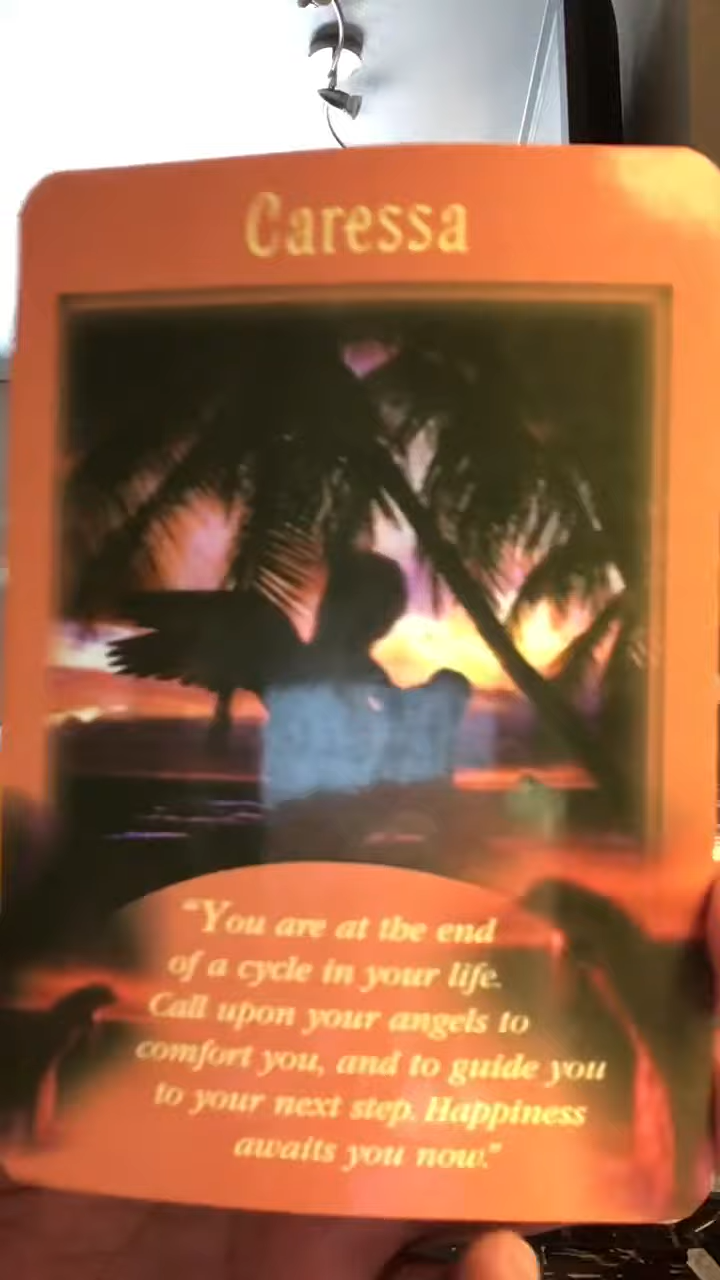 Caressa
"You are at the end
of a cycle in your life.
Call upon your angels to
comfort you, and to guide you
to your next step. Happiness
awaits you now."